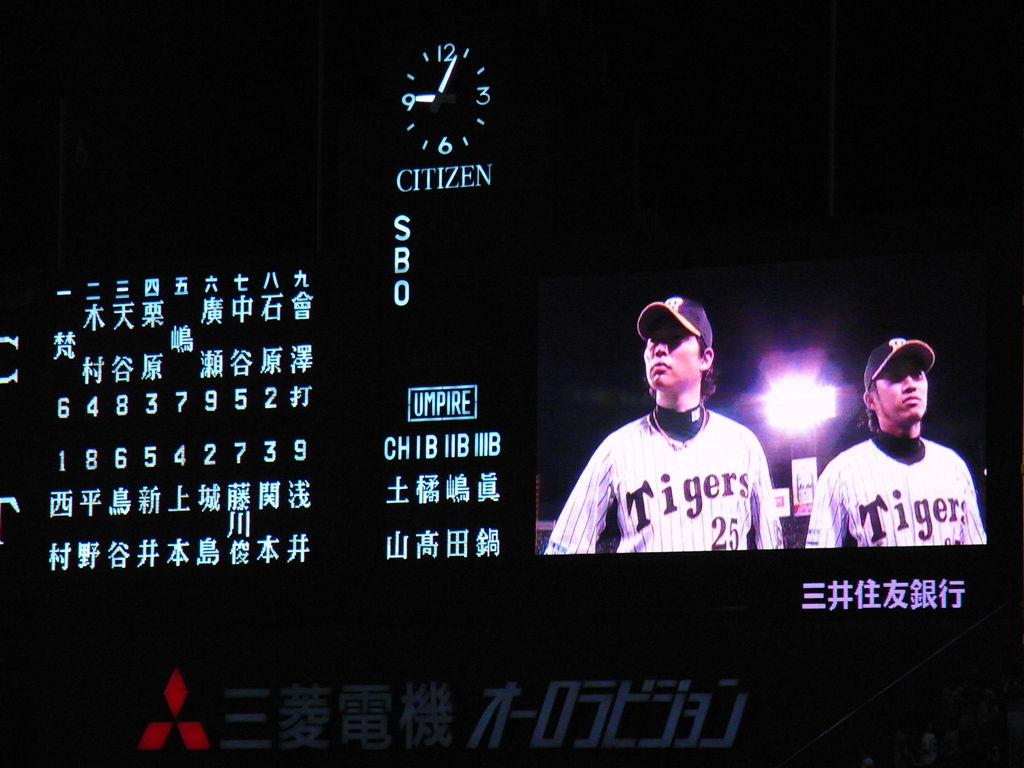 12
9 3
6
CITIZEN
S
B
O
一 二 三 四 五 六 七 八 九
梵 木村 天谷 栗原 嶋 廣瀬 中谷 石原 會澤
6 4 8 3 7 9 5 2 打
1 8 6 5 4 2 7 3 9
西村 平野 鳥谷 新井 上本 城島 藤川俊 関本 浅井
UMPIRE
CH IB IIB IIIB
土山 橘髙 嶋田 眞鍋
Tigers
25
Tigers
三井住友銀行
三菱電機 オーロラビジョン